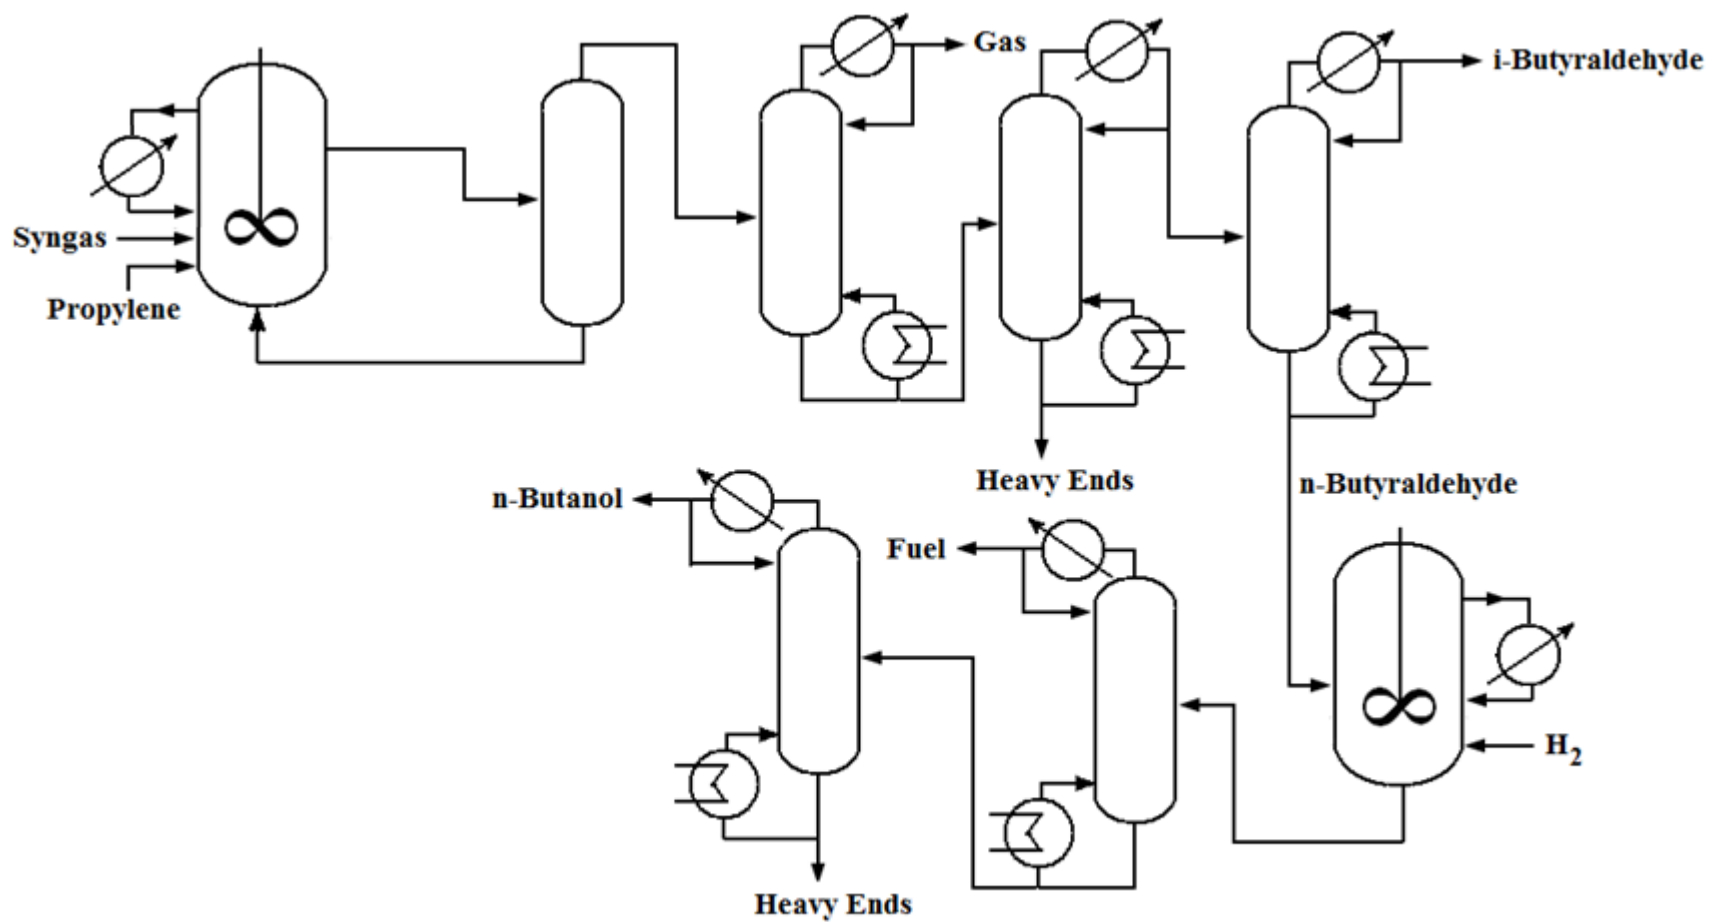 Gas
i-Butyraldehyde
Syngas
Propylene
Heavy Ends
n-Butyraldehyde
n-Butanol
Fuel
H2
Heavy Ends